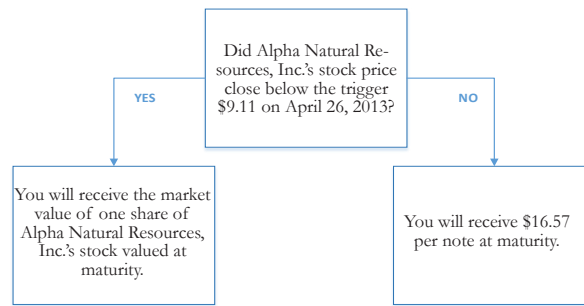 Did Alpha Natural Re-
sources, Inc.'s stock price
close below the trigger
$9.11 on April 26, 2013?
YES
NO
You will receive the market
value of one share of
Alpha Natural Resources,
Inc.'s stock valued at
maturity.
You will receive $16.57
per note at maturity.